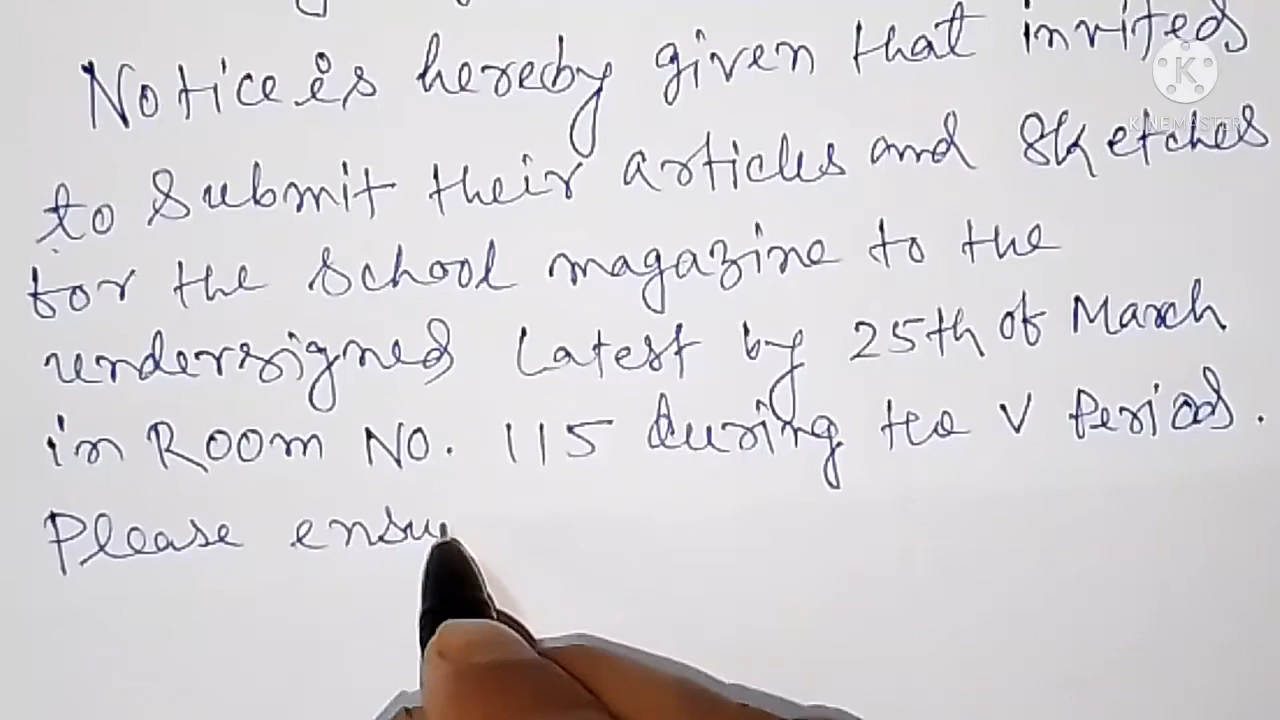 Notice is hereby given that invited
to submit their articles and sketches
for the school magazine to the
undersigned latest by 25th of March
in Room No. 115 during the V Period.
Please ensu
K
KINEMASTER